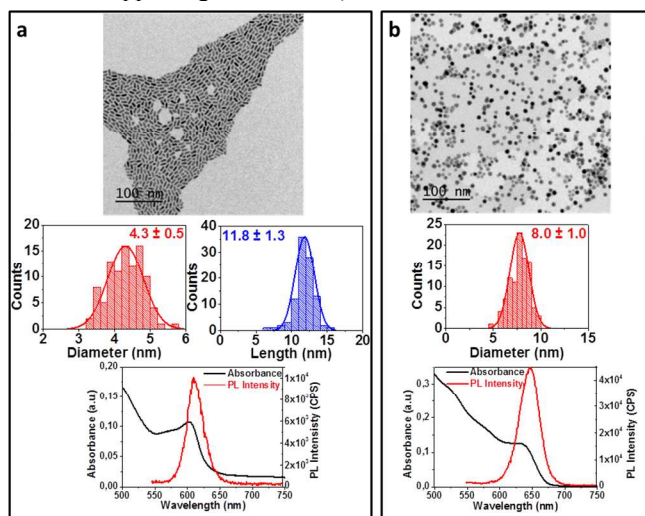 a
100 nm
4.3 ± 0.5
Counts
20
15
10
5
0
2 3 4 5 6
Diameter (nm)
11.8 ± 1.3
40
30
20
10
0
0 5 10 15 20
Length (nm)
Absorbance
PL Intensity
Absorbance (a.u)
0,20
0,15
0,10
0,05
0,00
500 550 600 650 700 750
Wavelength (nm)
1x10⁴
8x10³
6x10³
4x10³
2x10³
0
PL Intensisty (CPS)
b
100 nm
8.0 ± 1.0
Counts
25
20
15
10
5
0
0 5 10 15
Diameter (nm)
Absorbance
PL Intensity
Absorbance (a.u)
0,3
0,2
0,1
0,0
500 550 600 650 700 750
Wavelength (nm)
4x10⁴
3x10⁴
2x10⁴
1x10⁴
0
PL Intensity (CPS)